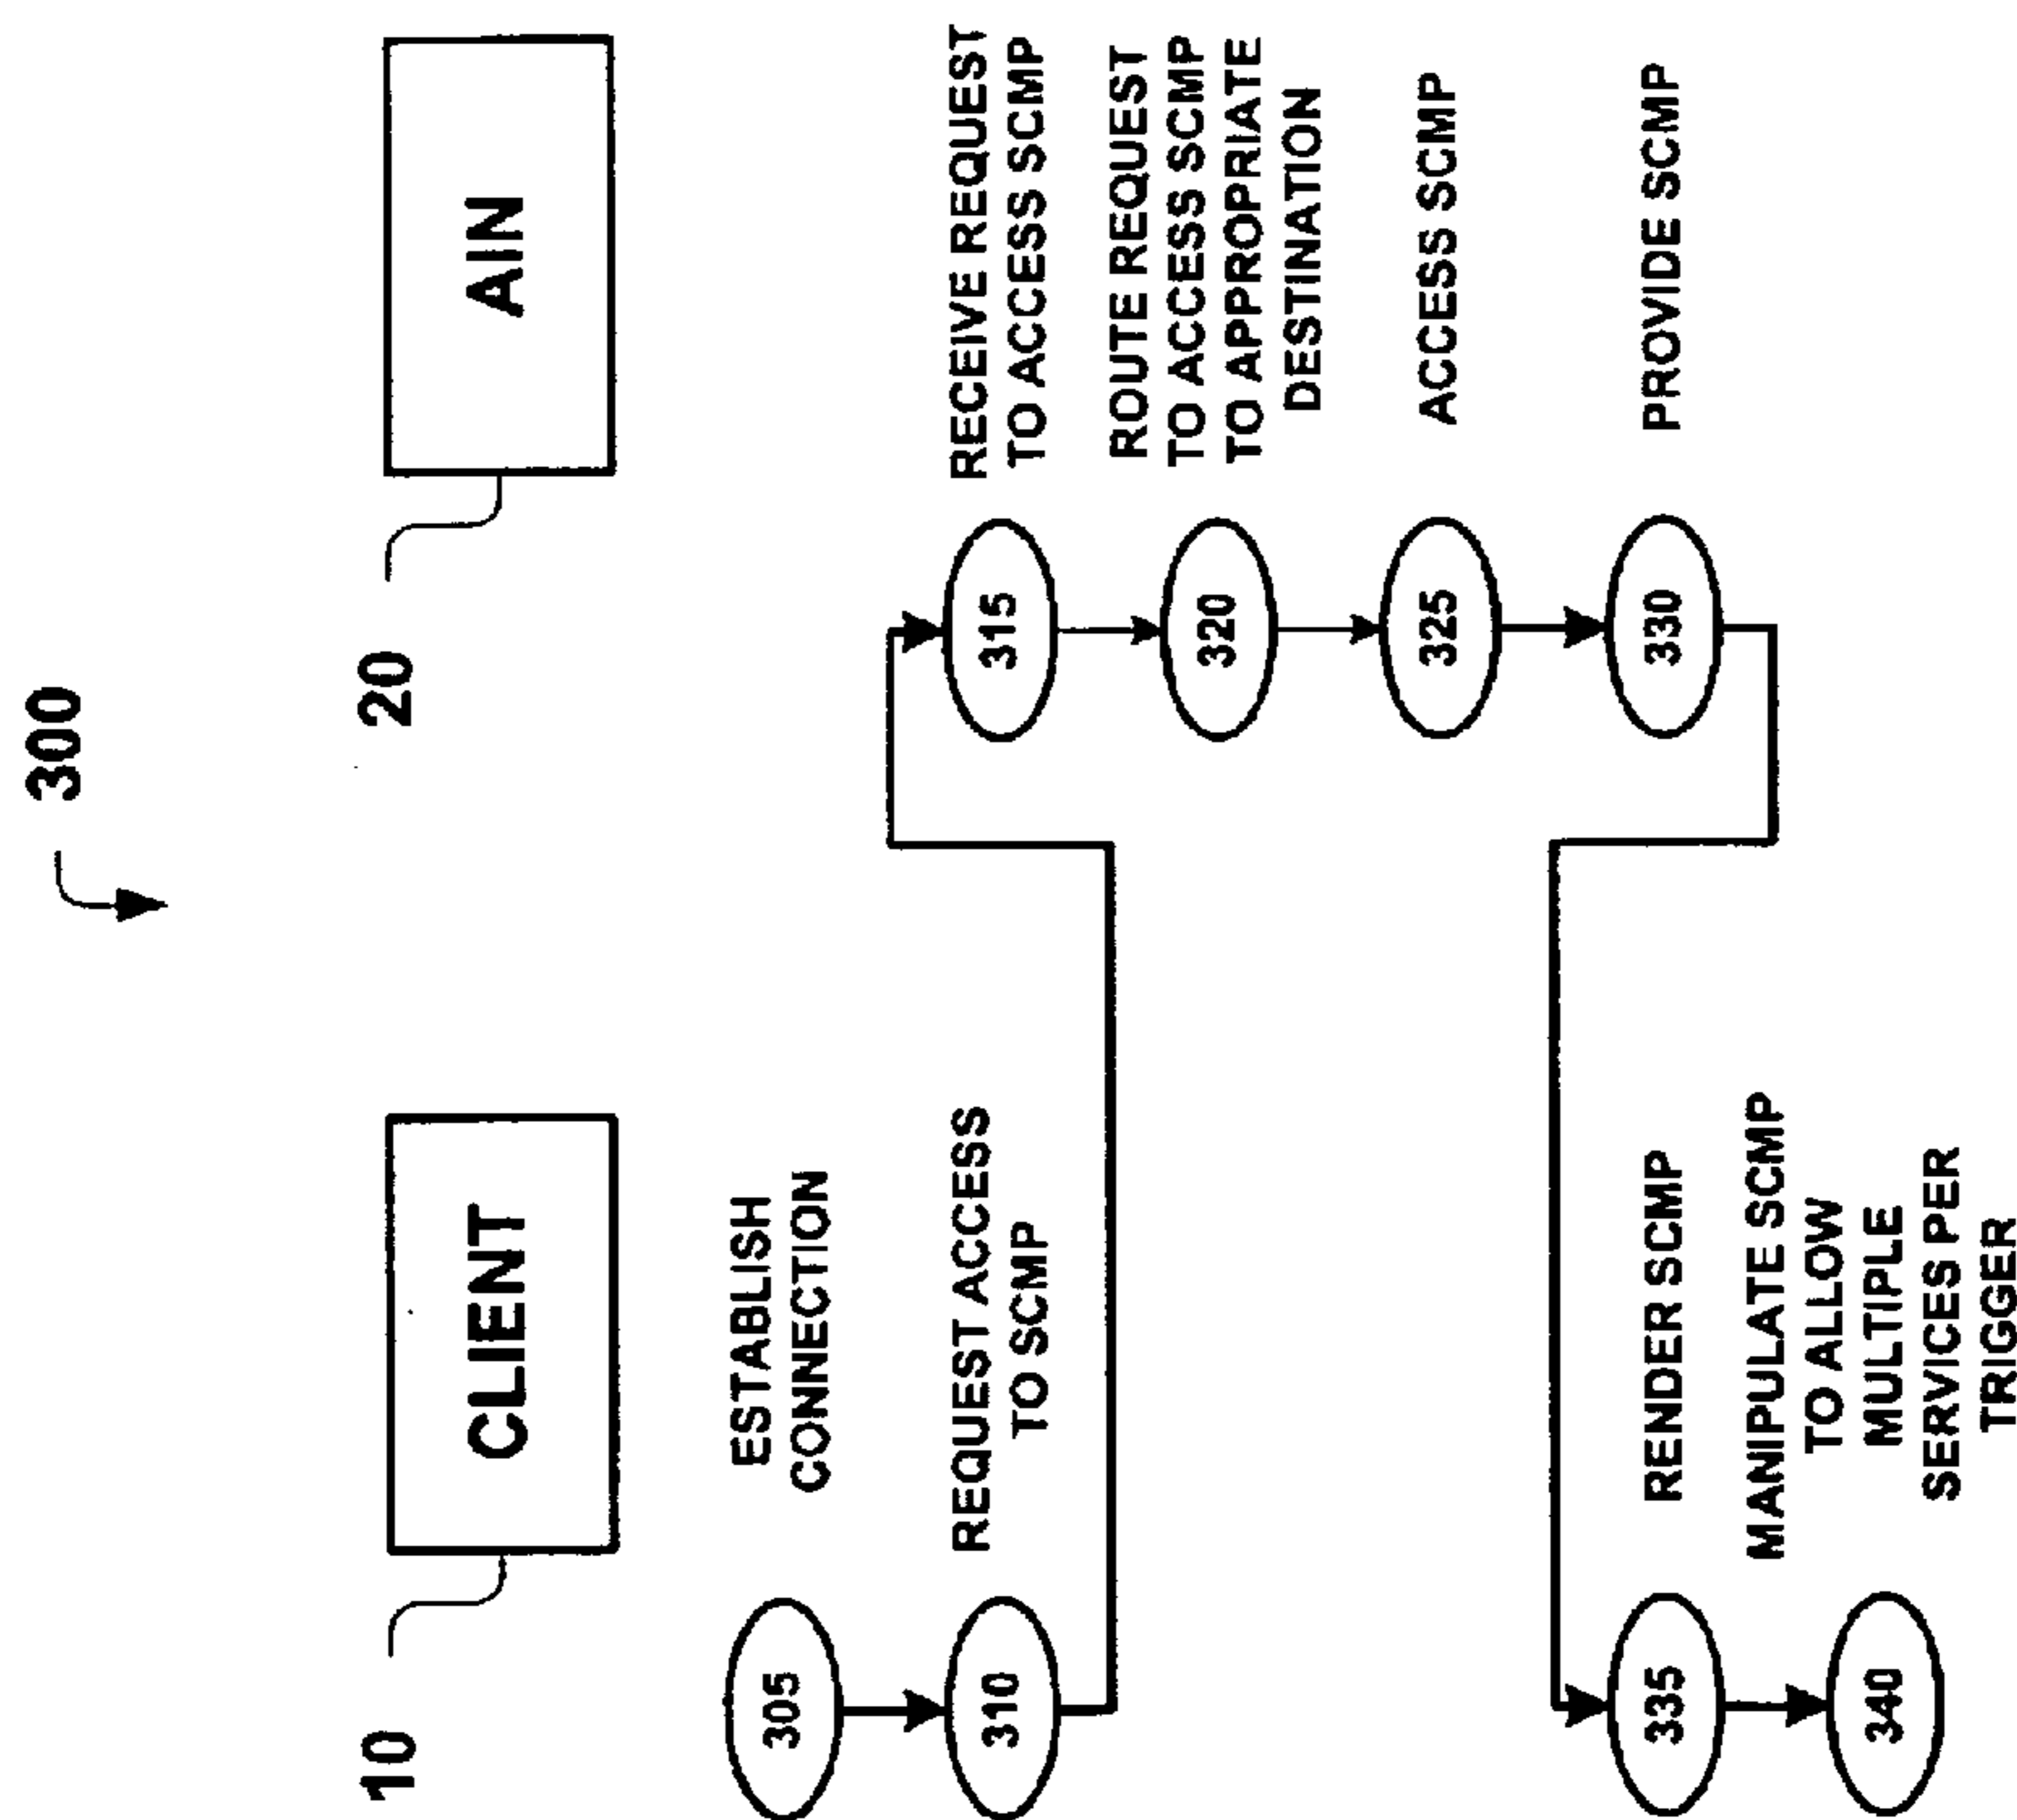 300
10
CLIENT
20
AIN
305
ESTABLISH
CONNECTION
310
REQUEST ACCESS
TO SCMP
315
RECEIVE REQUEST
TO ACCESS SCMP
320
ROUTE REQUEST
TO ACCESS SCMP
TO APPROPRIATE
DESTINATION
325
ACCESS SCMP
330
PROVIDE SCMP
335
RENDER SCMP
340
MANIPULATE SCMP
TO ALLOW
MULTIPLE
SERVICES PER
TRIGGER